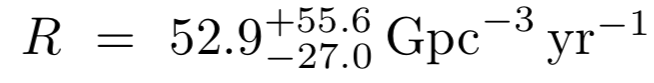 R = 52.9^{+55.6}_{-27.0} Gpc^{-3} yr^{-1}